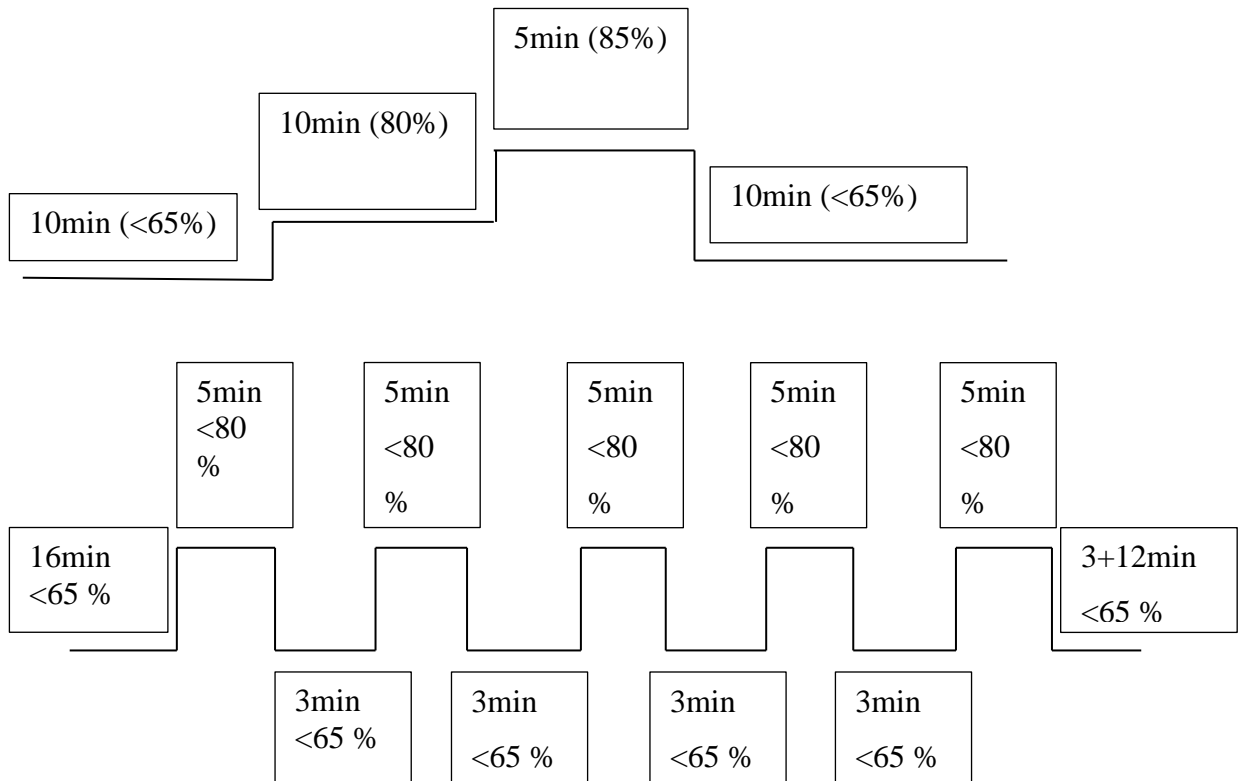 5min (85%)
10min (80%)
10min (<65%)
10min (<65%)
5min
<80
%
5min
<80
%
5min
<80
%
5min
<80
%
5min
<80
%
16min
<65 %
3+12min
<65 %
3min
<65 %
3min
<65 %
3min
<65 %
3min
<65 %